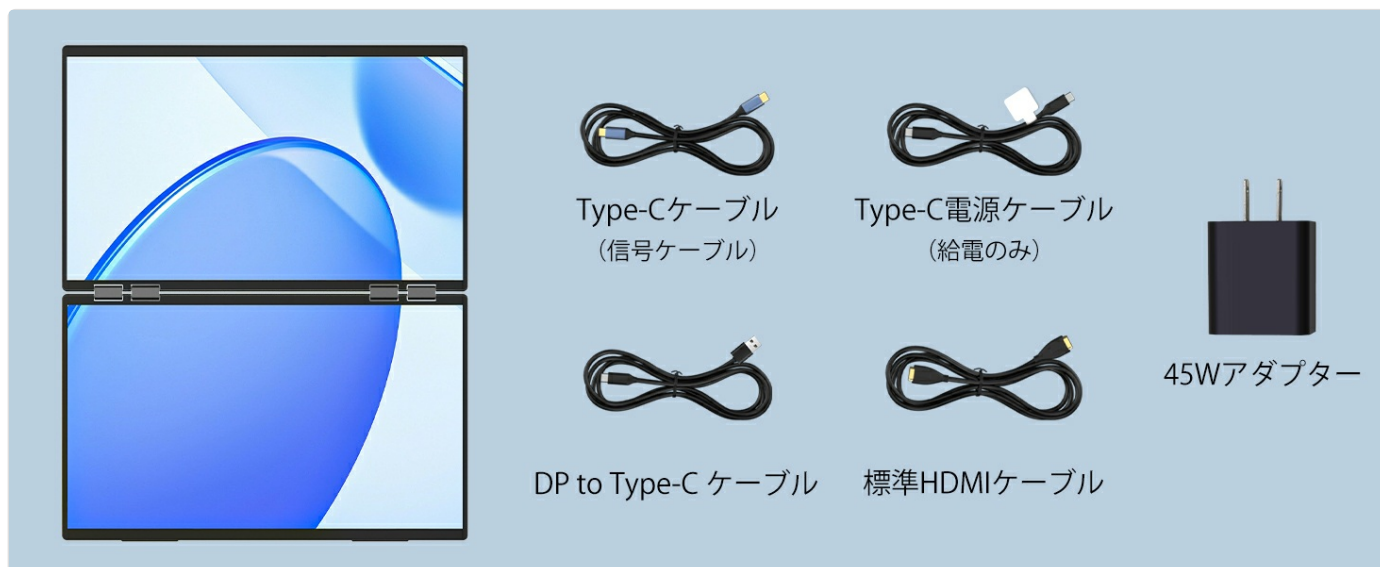 Type-Cケーブル
（信号ケーブル）
Type-C電源ケーブル
（給電のみ）
DP to Type-C ケーブル
標準HDMIケーブル
45Wアダプター